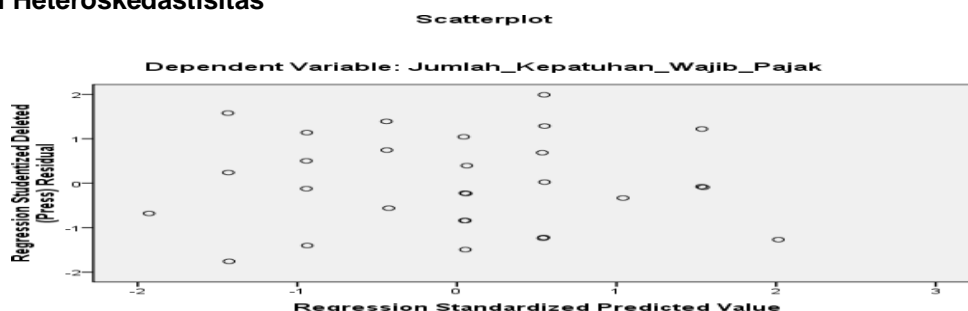 Heteroskedastisitas
Scatterplot
Dependent Variable: Jumlah_Kepatuhan_Wajib_Pajak
Regression Studentized Deleted
(Press) Residual
2
1
0
-1
-2
-2 -1 0 1 2 3
Regression Standardized Predicted Value